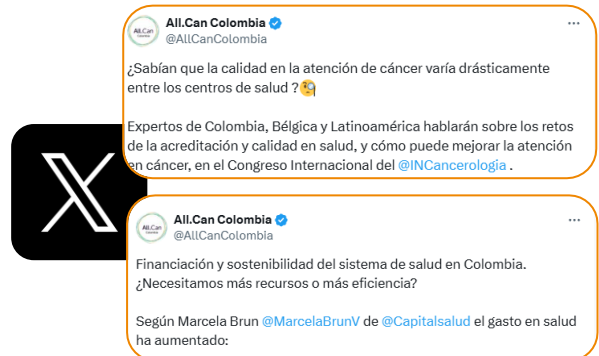 All.Can Colombia
@AllCanColombia
¿Sabían que la calidad en la atención de cáncer varía drásticamente
entre los centros de salud ?🧐
Expertos de Colombia, Bélgica y Latinoamérica hablarán sobre los retos
de la acreditación y calidad en salud, y cómo puede mejorar la atención
en cáncer, en el Congreso Internacional del @INCancerologia .
All.Can Colombia
@AllCanColombia
Financiación y sostenibilidad del sistema de salud en Colombia.
¿Necesitamos más recursos o más eficiencia?
Según Marcela Brun @MarcelaBrunV de @Capitalsalud el gasto en salud
ha aumentado: